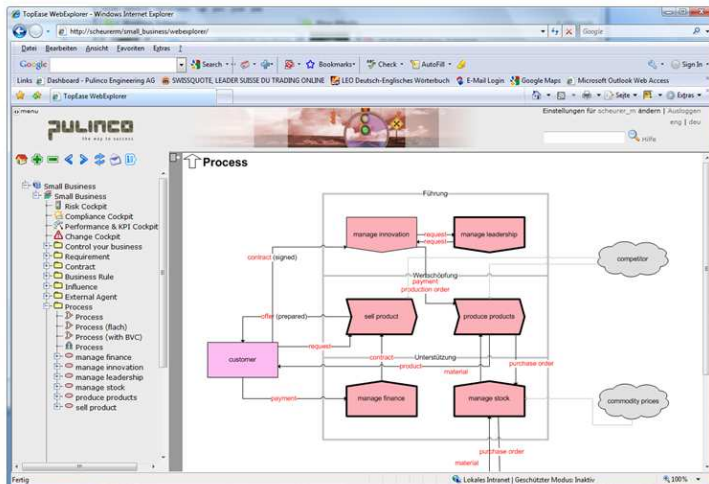 TopEase WebExplorer - Windows Internet Explorer
http://scheurerm/small_business/webexplorer/
Google
Datei Bearbeiten Ansicht Favoriten Extras ?
Google Search Bookmarks Check AutoFill Sign In
Links Dashboard - Pulinco Engineering AG SWISSQUOTE, LEADER SUISSE DU TRADING ONLINE LEO Deutsch-Englisches Wörterbuch E-Mail Login Google Maps Microsoft Outlook Web Access
TopEase WebExplorer Seite Extras
menu
Einstellungen für scheurer_m ändern | Ausloggen
eng | deu
PULINCO
the way to success
Hilfe
Process
Small Business
Small Business
Risk Cockpit
Compliance Cockpit
Performance & KPI Cockpit
Change Cockpit
Control your business
Requirement
Contract
Business Rule
Influence
External Agent
Process
Process
Process (flach)
Process (with BVC)
Process
manage finance
manage innovation
manage leadership
manage stock
produce products
sell product
Führung
manage innovation
request
request
manage leadership
contract (signed)
competitor
Wertschöpfung
payment
production order
offer (prepared)
sell product
produce products
request
customer
contract
Unterstützung
product
material
purchase order
payment
manage finance
manage stock
commodity prices
purchase order
material
Fertig
Lokales Intranet | Geschützter Modus: Inaktiv
100%